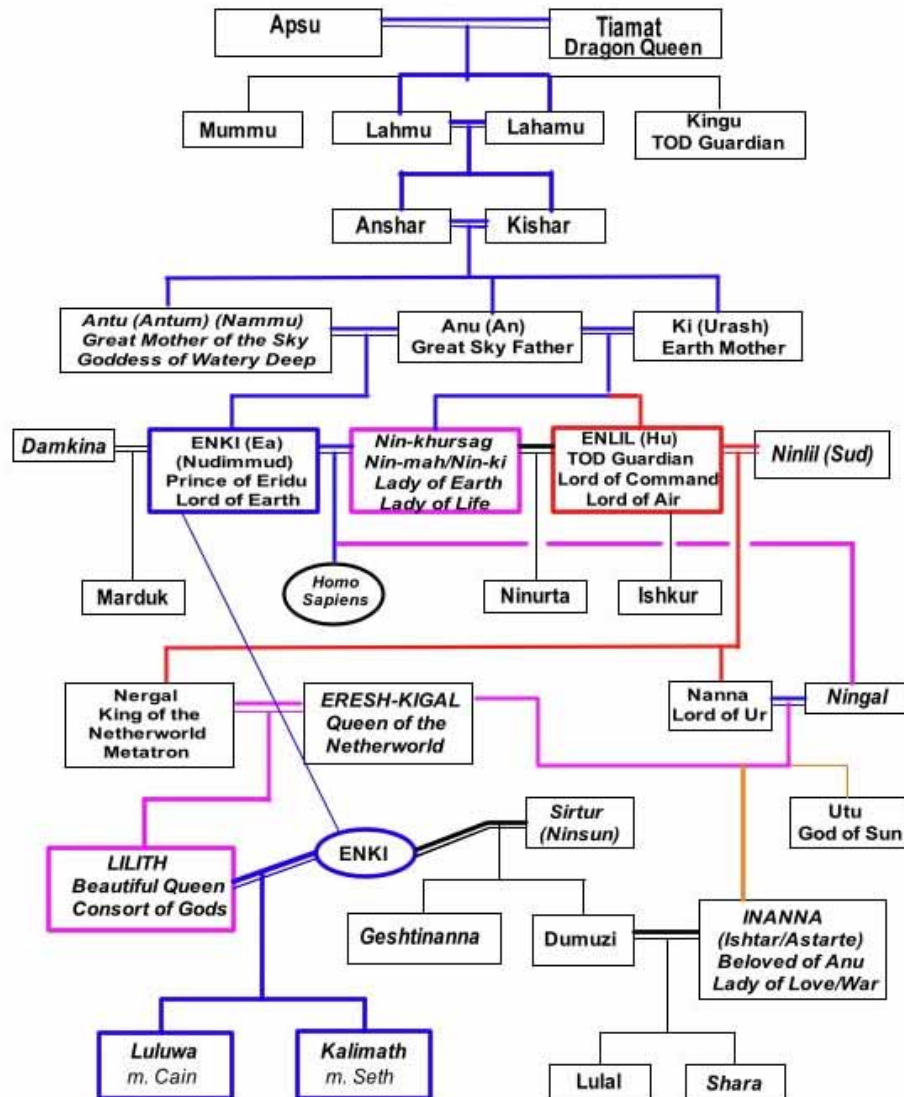 Apsu
Tiamat
Dragon Queen
Mummu
Lahmu
Lahamu
Kingu
TOD Guardian
Anshar
Kishar
Antu (Antum) (Nammu)
Great Mother of the Sky
Goddess of Watery Deep
Anu (An)
Great Sky Father
Ki (Urash)
Earth Mother
Damkina
ENKI (Ea)
(Nudimmud)
Prince of Eridu
Lord of Earth
Nin-khursag
Nin-mah/Nin-ki
Lady of Earth
Lady of Life
ENLIL (Hu)
TOD Guardian
Lord of Command
Lord of Air
Ninlil (Sud)
Marduk
Homo
Sapiens
Ninurta
Ishkur
Nergal
King of the
Netherworld
Metatron
ERESH-KIGAL
Queen of the
Netherworld
Nanna
Lord of Ur
Ningal
Utu
God of Sun
LILITH
Beautiful Queen
Consort of Gods
ENKI
Sirtur
(Ninsun)
Geshtinanna
Dumuzi
INANNA
(Ishtar/Astarte)
Beloved of Anu
Lady of Love/War
Luluwa
m. Cain
Kalimath
m. Seth
Lulal
Shara